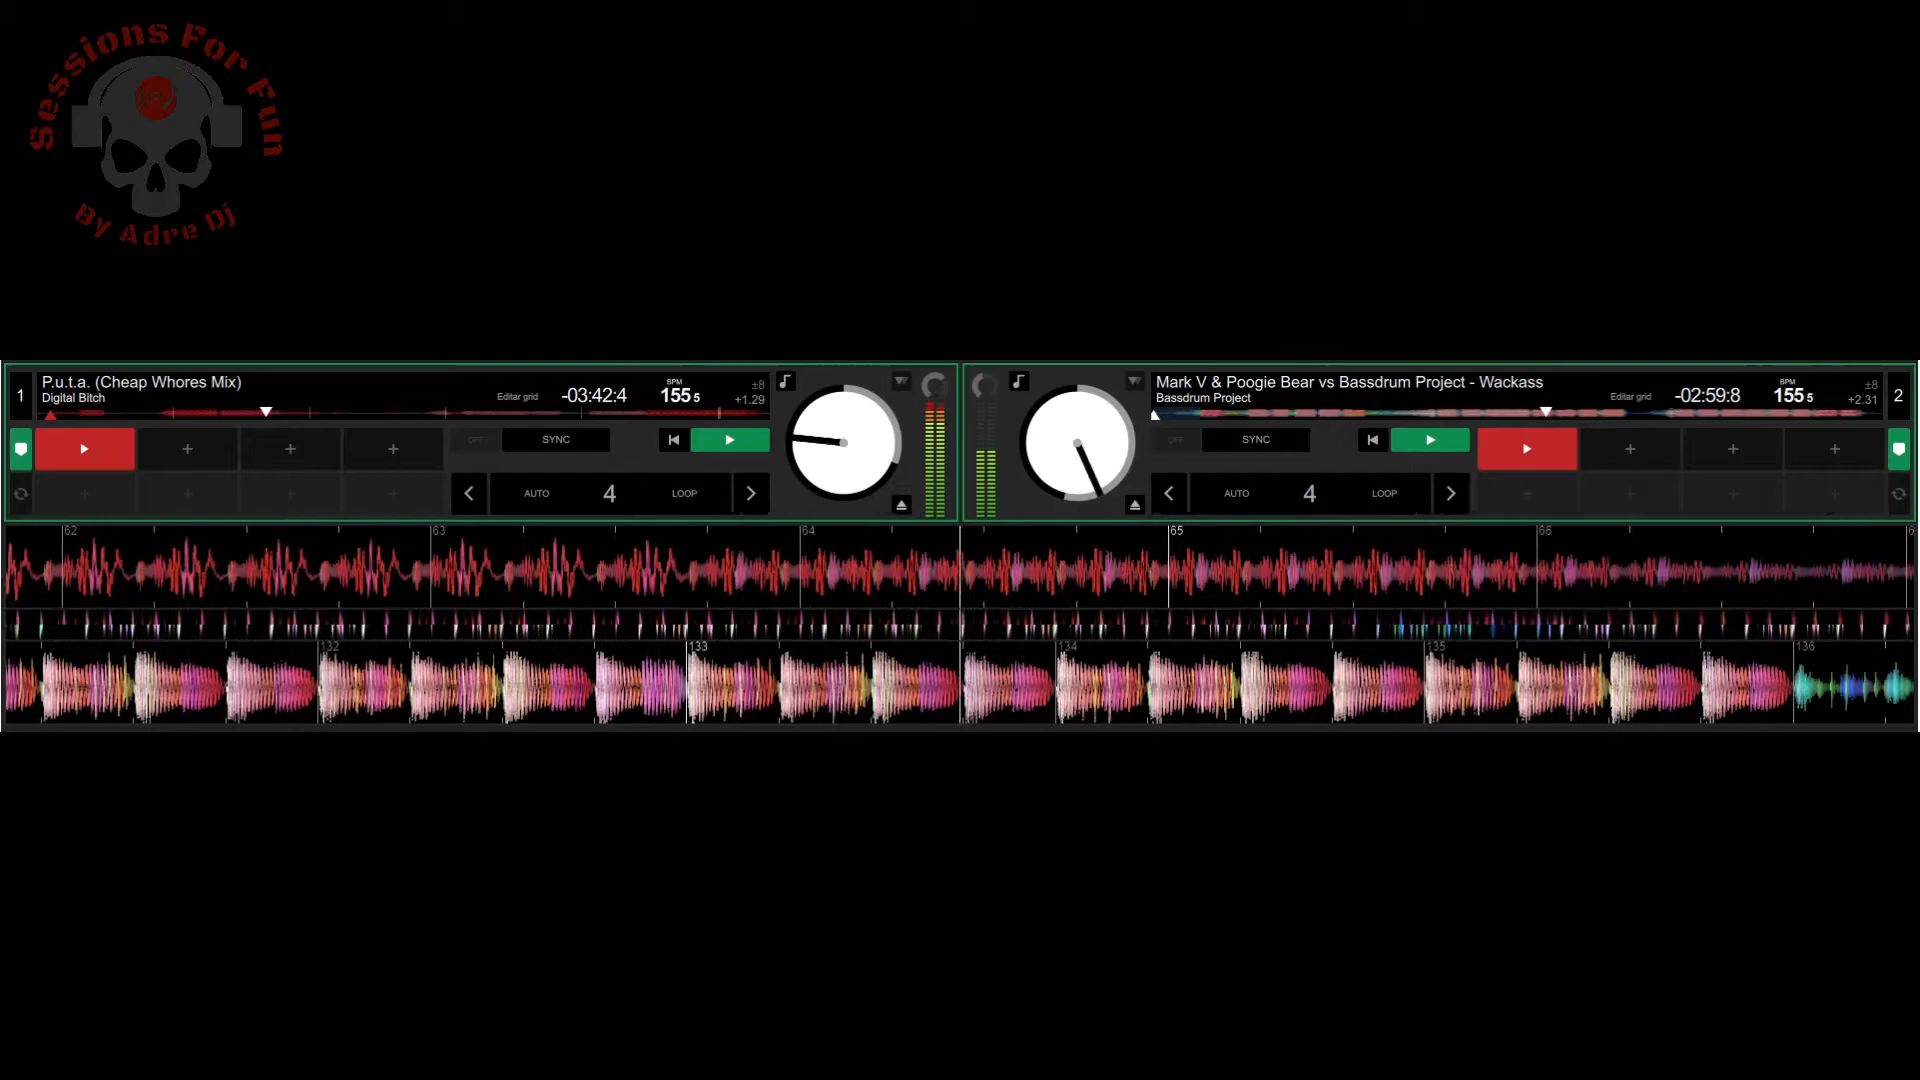 Sessions For Fun
By Adre Dj
1
P.u.t.a. (Cheap Whores Mix)
Digital Bitch
Editar grid
-03:42:4
BPM
155 5
±8
+1.29
OFF
SYNC
AUTO 4 LOOP
Mark V & Poogie Bear vs Bassdrum Project - Wackass
Bassdrum Project
Editar grid
-02:59:8
BPM
155 5
±8
+2.31
2
OFF
SYNC
AUTO 4 LOOP
62 63 64 65 66
132 133 134 135 136